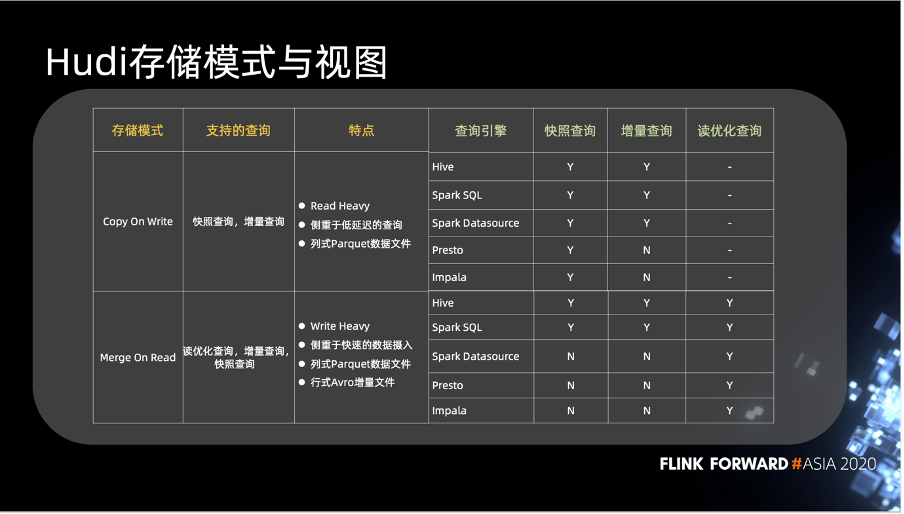 Hudi存储模式与视图
存储模式 支持的查询 特点 查询引擎 快照查询 增量查询 读优化查询
Copy On Write 快照查询，增量查询
● Read Heavy
● 侧重于低延迟的查询
● 列式Parquet数据文件
Hive Y Y -
Spark SQL Y Y -
Spark Datasource Y Y -
Presto Y N -
Impala Y N -
Merge On Read
读优化查询，增量查询，
快照查询
● Write Heavy
● 侧重于快速的数据摄入
● 列式Parquet数据文件
● 行式Avro增量文件
Hive Y Y Y
Spark SQL Y Y Y
Spark Datasource N N Y
Presto N N Y
Impala N N Y
FLINK FORWARD #ASIA 2020